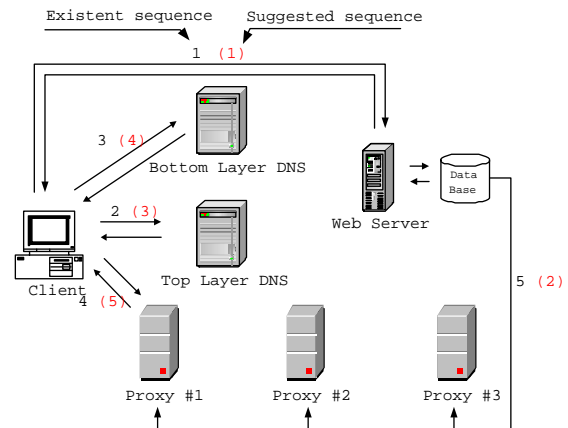 Existent sequence
Suggested sequence
1 (1)
3 (4)
Bottom Layer DNS
Data
Base
Web Server
2 (3)
Top Layer DNS
Client
5 (2)
4 (5)
Proxy #1
Proxy #2
Proxy #3